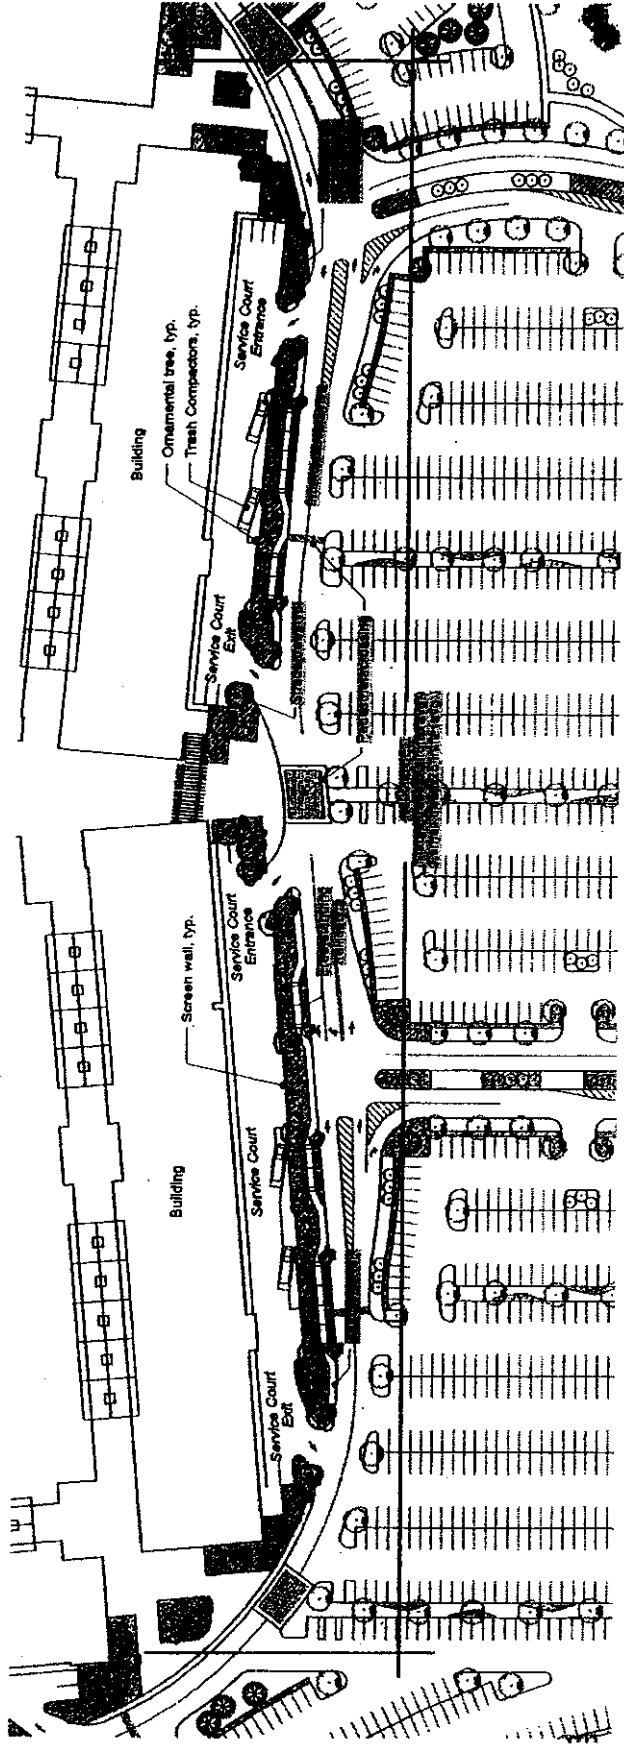 Service Court
Entrance
Ornamental tree, typ.
Trash Compactors, typ.
Building
Service Court
Exit
Service Court
Entrance
Screen wall, typ.
Service Court
Building
Service Court
Exit